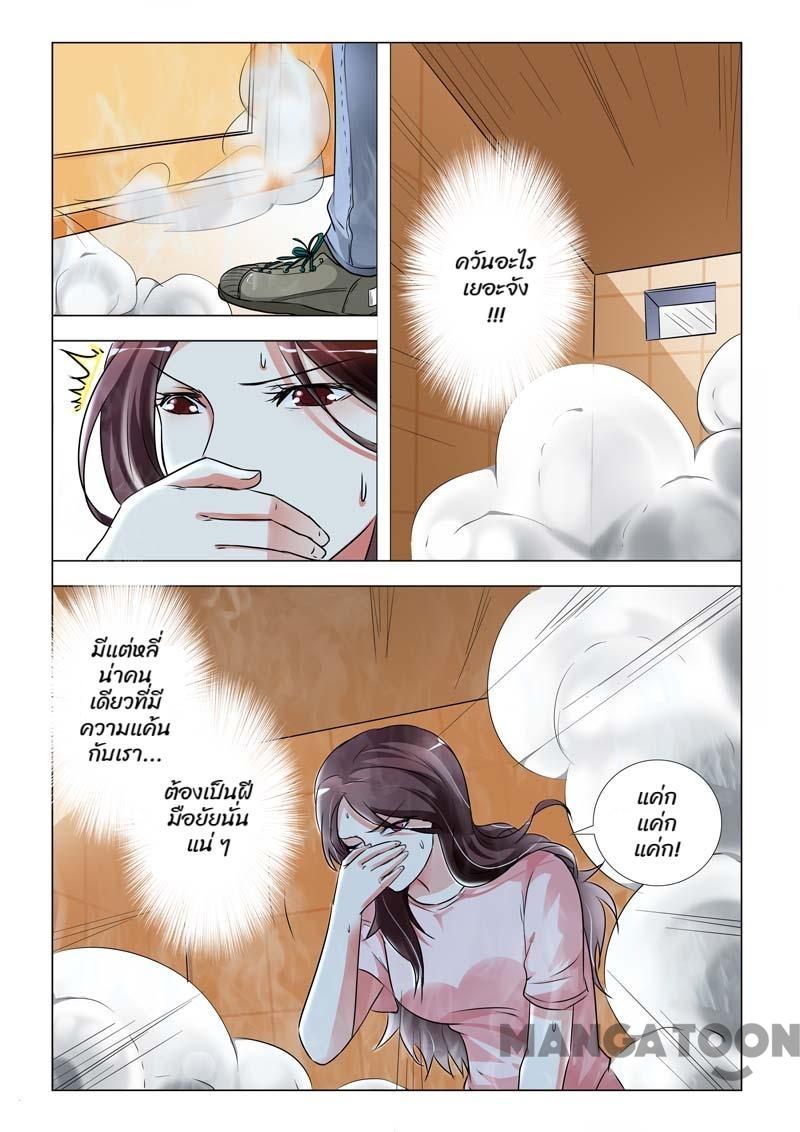 ควันอะไร
เยอะจัง
!!!
มีแต่หลี่
น่าคน
เดียวที่มี
ความแค้น
กับเรา...
ต้องเป็นฝี
มือยัยนั่น
แน่ ๆ
แค่ก
แค่ก
แค่ก!
MANGATOON